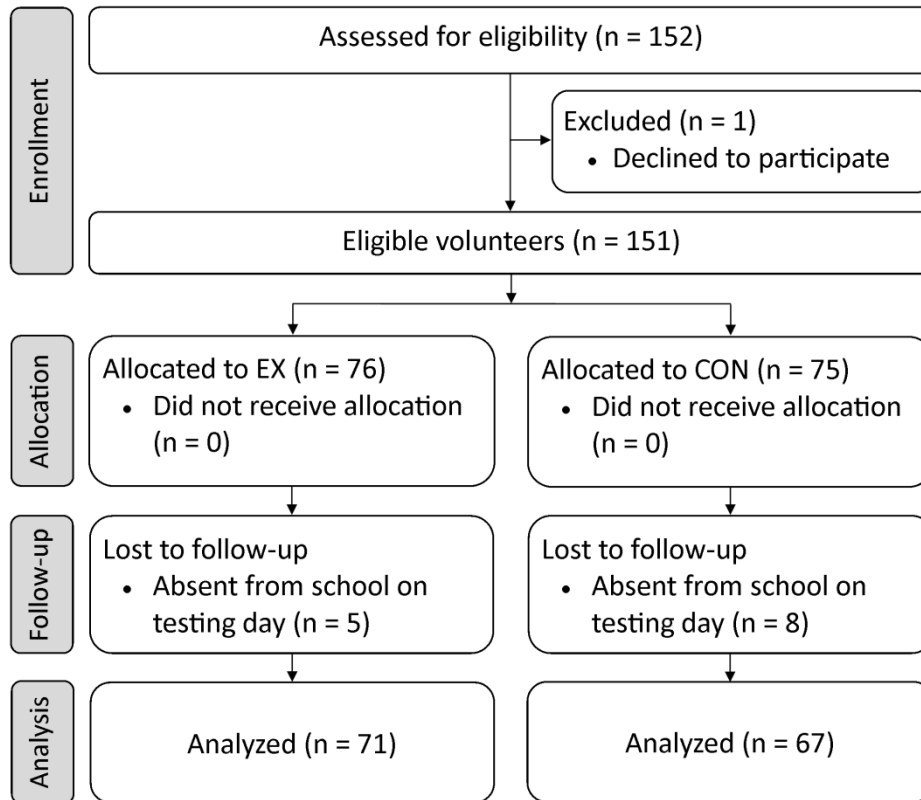 Enrollment
Assessed for eligibility (n = 152)
Excluded (n = 1)
• Declined to participate
Eligible volunteers (n = 151)
Allocation
Allocated to EX (n = 76)
• Did not receive allocation
(n = 0)
Allocated to CON (n = 75)
• Did not receive allocation
(n = 0)
Follow-up
Lost to follow-up
• Absent from school on
testing day (n = 5)
Lost to follow-up
• Absent from school on
testing day (n = 8)
Analysis
Analyzed (n = 71)
Analyzed (n = 67)